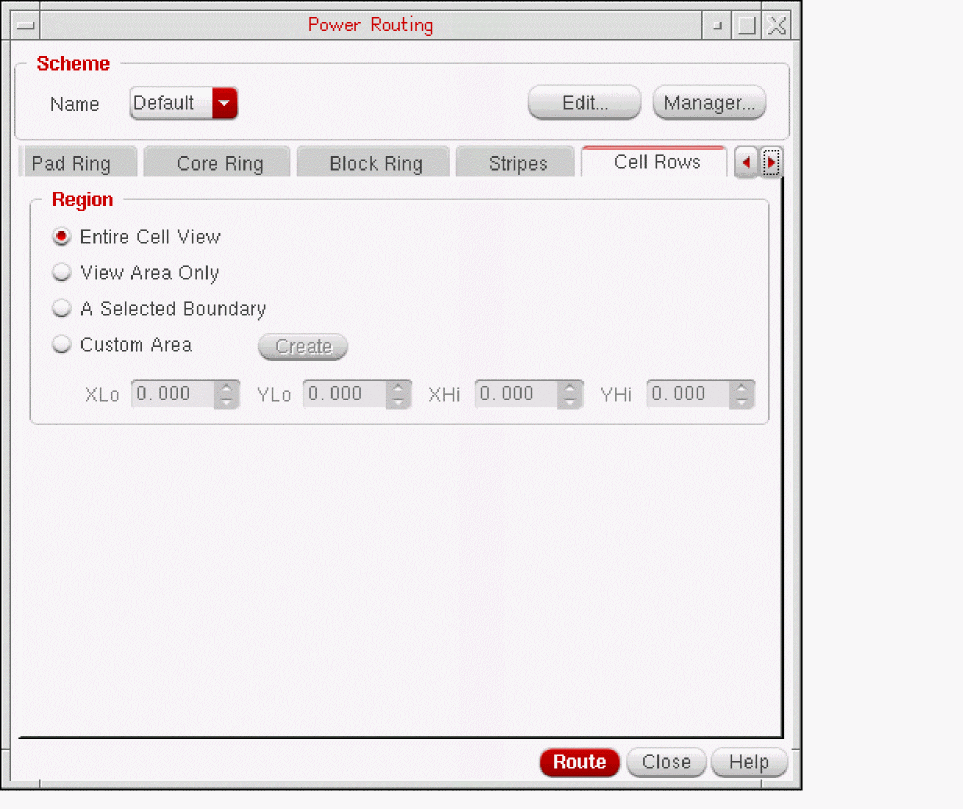 Power Routing
Scheme
Name Default Edit... Manager...
Pad Ring Core Ring Block Ring Stripes Cell Rows
Region
Entire Cell View
View Area Only
A Selected Boundary
Custom Area Create
XLo 0.000 YLo 0.000 XHi 0.000 YHi 0.000
Route Close Help